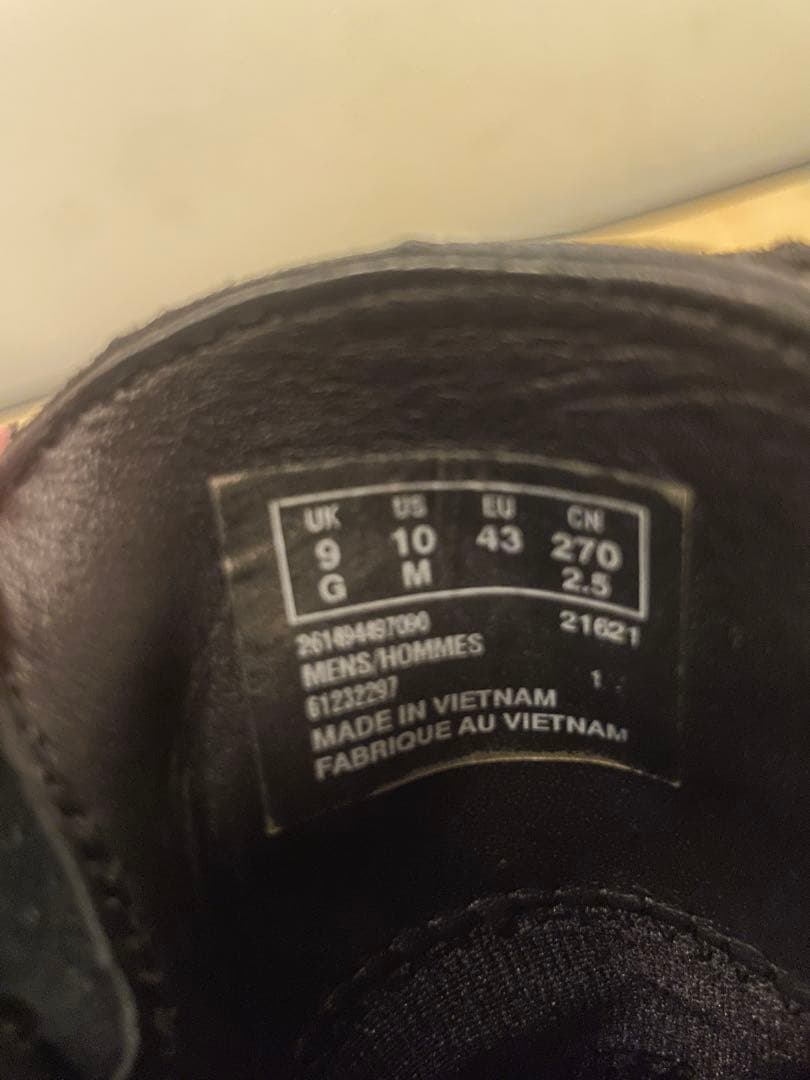 UK US EU CN
9 10 43 270
G M 2.5
261494497090 21621
MENS/HOMMES
61232297 1
MADE IN VIETNAM
FABRIQUE AU VIETNAM